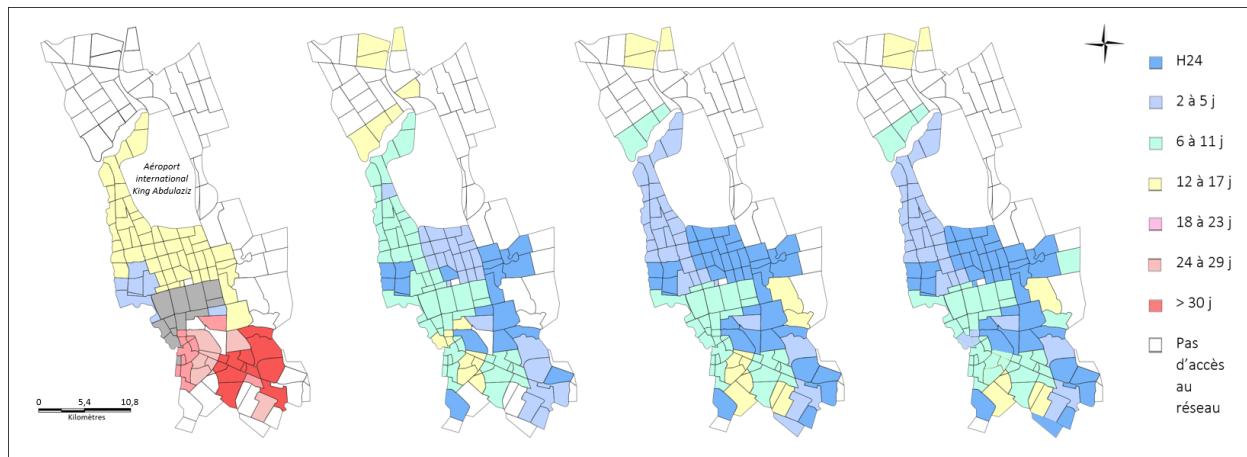 Aéroport
international
King Abdulaziz
0 5,4 10,8
Kilomètres
H24
2 à 5 j
6 à 11 j
12 à 17 j
18 à 23 j
24 à 29 j
> 30 j
Pas
d'accès
au
réseau